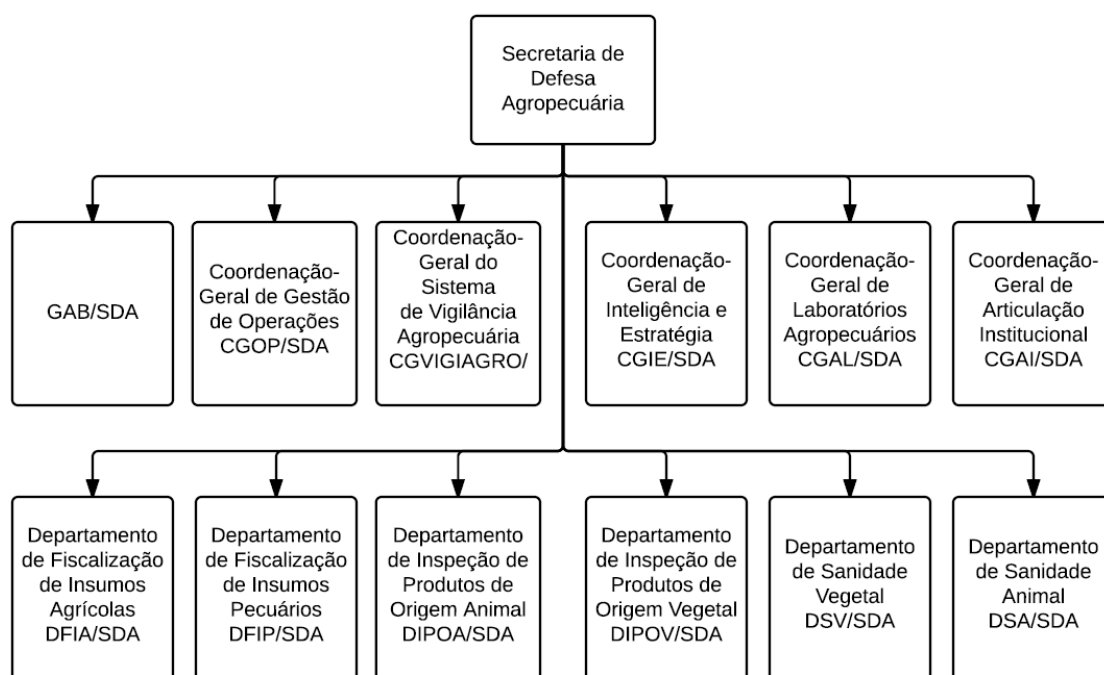 Secretaria de
Defesa
Agropecuária
GAB/SDA
Coordenação-
Geral de Gestão
de Operações
CGOP/SDA
Coordenação-
Geral do
Sistema
de Vigilância
Agropecuária
CGVIGIAGRO/
Coordenação-
Geral de
Inteligência e
Estratégia
CGIE/SDA
Coordenação-
Geral de
Laboratórios
Agropecuários
CGAL/SDA
Coordenação-
Geral de
Articulação
Institucional
CGAI/SDA
Departamento
de Fiscalização
de Insumos
Agrícolas
DFIA/SDA
Departamento
de Fiscalização
de Insumos
Pecuários
DFIP/SDA
Departamento
de Inspeção de
Produtos de
Origem Animal
DIPOA/SDA
Departamento
de Inspeção de
Produtos de
Origem Vegetal
DIPOV/SDA
Departamento
de Sanidade
Vegetal
DSV/SDA
Departamento
de Sanidade
Animal
DSA/SDA